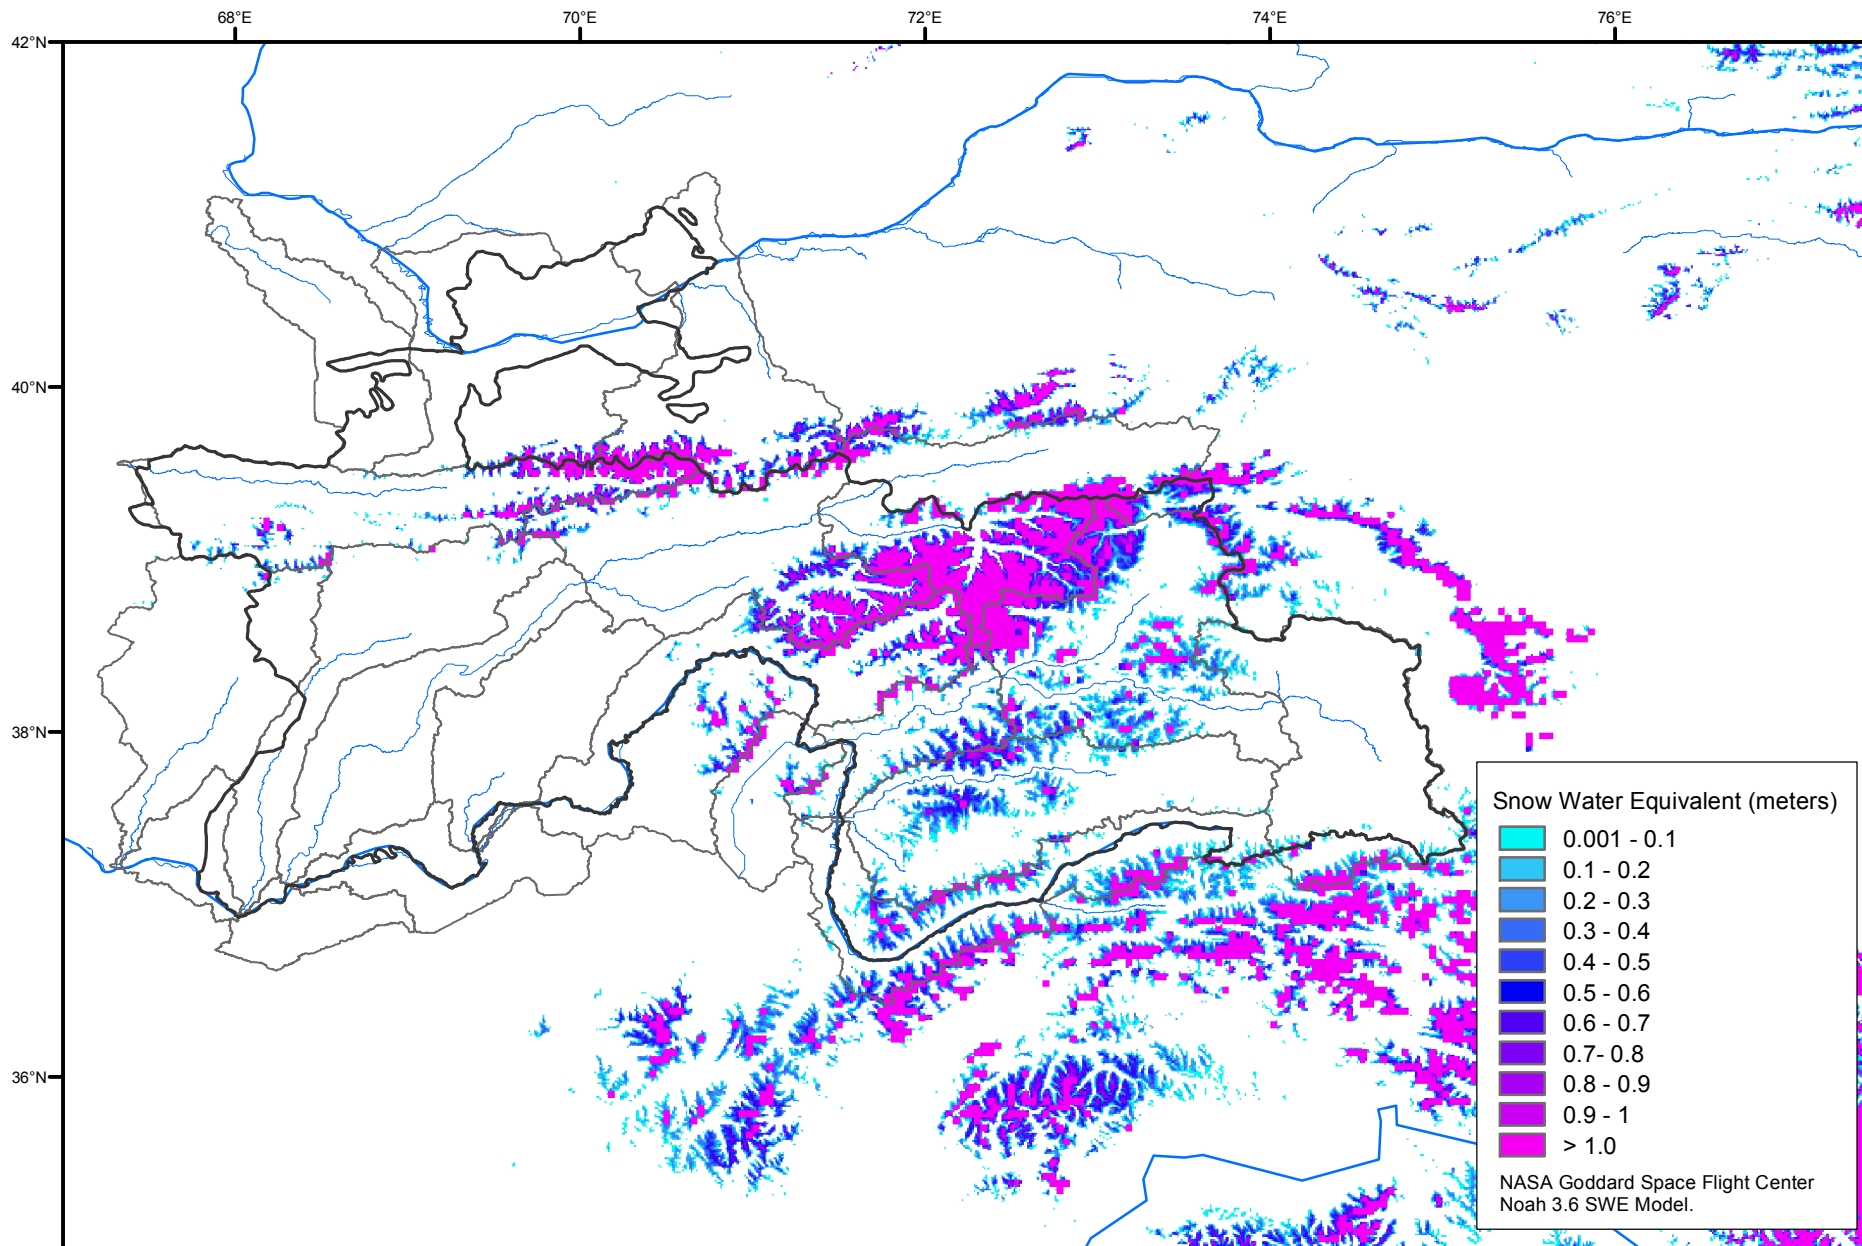 68°E
70°E
72°E
74°E
76°E
42°N
40°N
38°N
36°N
Snow Water Equivalent (meters)
0.001 - 0.1
0.1 - 0.2
0.2 - 0.3
0.3 - 0.4
0.4 - 0.5
0.5 - 0.6
0.6 - 0.7
0.7- 0.8
0.8 - 0.9
0.9 - 1
> 1.0
NASA Goddard Space Flight Center
Noah 3.6 SWE Model.